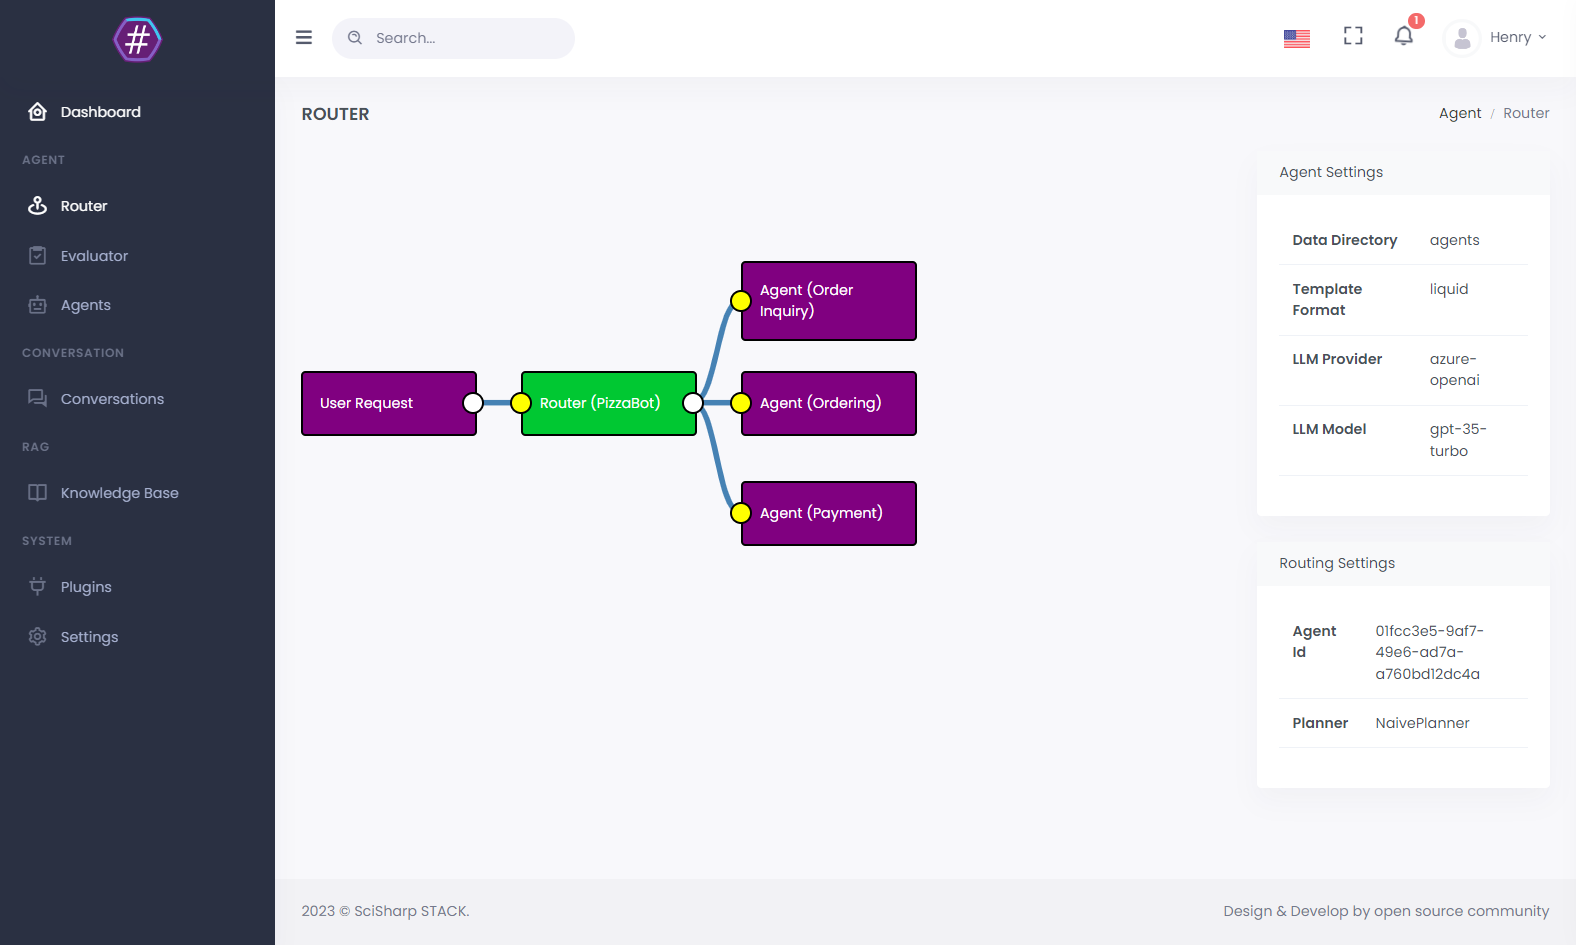 #
Search...
1
Henry
Dashboard
AGENT
Router
Evaluator
Agents
CONVERSATION
Conversations
RAG
Knowledge Base
SYSTEM
Plugins
Settings
ROUTER
Agent / Router
User Request
Router (PizzaBot)
Agent (Order
Inquiry)
Agent (Ordering)
Agent (Payment)
Agent Settings
Data Directory agents
Template
Format
liquid
LLM Provider
azure-
openai
LLM Model
gpt-35-
turbo
Routing Settings
Agent
Id
01fcc3e5-9af7-
49e6-ad7a-
a760bd12dc4a
Planner NaivePlanner
2023 © SciSharp STACK.
Design & Develop by open source community